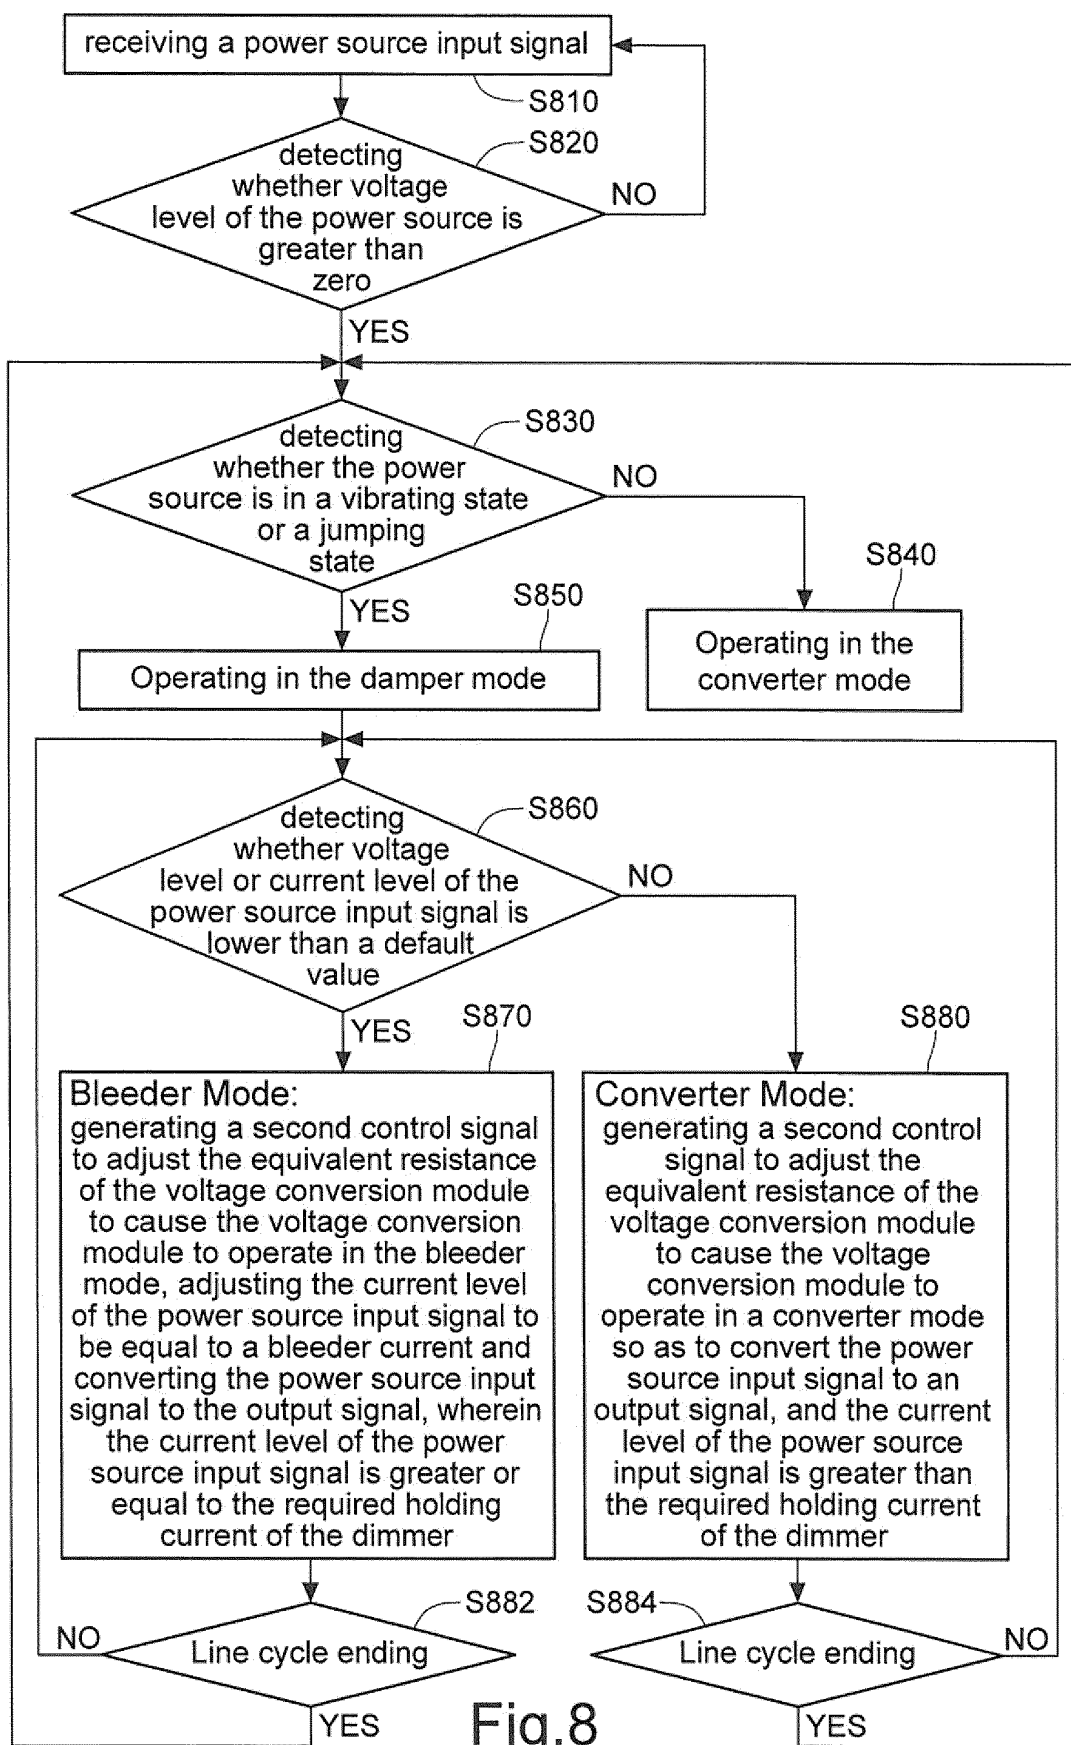 receiving a power source input signal
S810
S820
detecting
whether voltage
level of the power source is
greater than
zero
NO
YES
S830
detecting
whether the power
source is in a vibrating state
or a jumping
state
NO
YES
S840
Operating in the
converter mode
S850
Operating in the damper mode
S860
detecting
whether voltage
level or current level of the
power source input signal is
lower than a default
value
NO
YES
S870
Bleeder Mode:
generating a second control signal
to adjust the equivalent resistance
of the voltage conversion module
to cause the voltage conversion
module to operate in the bleeder
mode, adjusting the current level
of the power source input signal to
be equal to a bleeder current and
converting the power source input
signal to the output signal, wherein
the current level of the power
source input signal is greater or
equal to the required holding
current of the dimmer
S880
Converter Mode:
generating a second control
signal to adjust the
equivalent resistance of the
voltage conversion module
to cause the voltage
conversion module to
operate in a converter mode
so as to convert the power
source input signal to an
output signal, and the current
level of the power source
input signal is greater than
the required holding current
of the dimmer
S882
NO
Line cycle ending
YES
S884
Line cycle ending
NO
YES
Fig.8